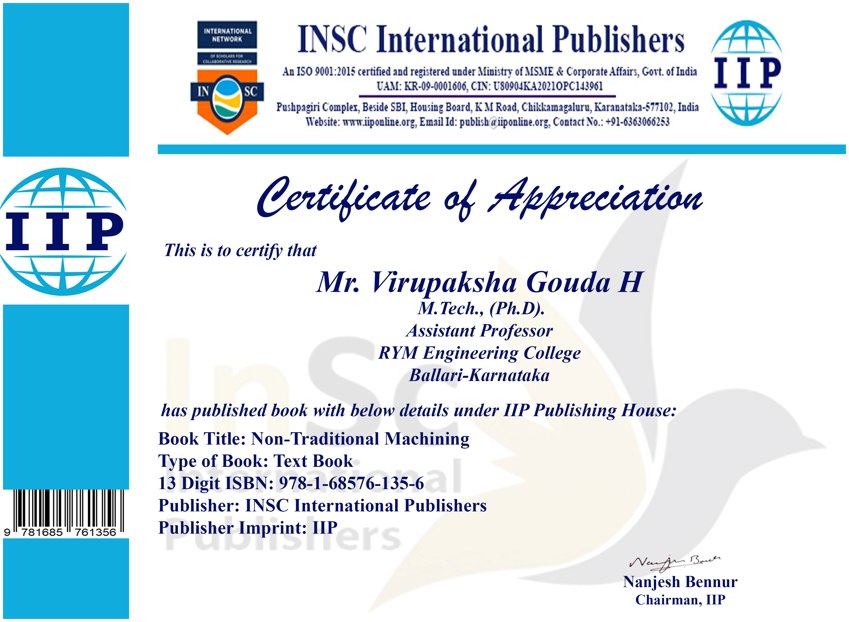 INTERNATIONAL
NETWORK
OF SCHOLARS FOR
COLLABORATIVE RESEARCH
IN SC
INSC International Publishers
An ISO 9001:2015 certified and registered under Ministry of MSME & Corporate Affairs, Govt. of India
UAM: KR-09-0001606, CIN: U80904KA2021OPC143961
Pushpagiri Complex, Beside SBI, Housing Board, K M Road, Chikkamagaluru, Karanataka-577102, India
Website: www.iiponline.org, Email Id: publish@iiponline.org, Contact No.: +91-6363066253
IIP
IIP
Certificate of Appreciation
This is to certify that
Mr. Virupaksha Gouda H
M.Tech., (Ph.D).
Assistant Professor
RYM Engineering College
Ballari-Karnataka
has published book with below details under IIP Publishing House:
Book Title: Non-Traditional Machining
Type of Book: Text Book
13 Digit ISBN: 978-1-68576-135-6
Publisher: INSC International Publishers
Publisher Imprint: IIP
InSc
International
Publishers
9 781685 761356
Nanjesh Bennur
Chairman, IIP